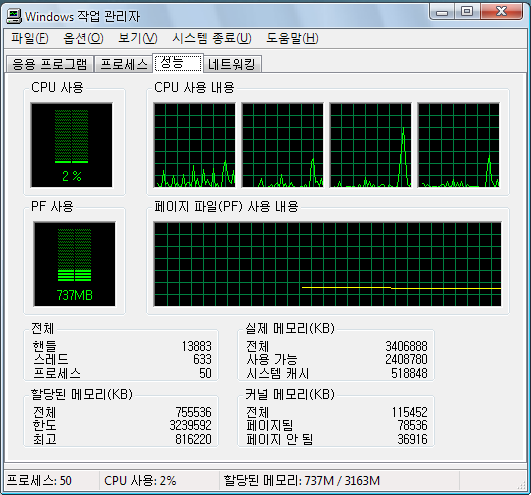 Windows 작업 관리자
파일(F) 옵션(O) 보기(V) 시스템 종료(U) 도움말(H)
응용 프로그램 프로세스 성능 네트워킹
CPU 사용 CPU 사용 내용
2 %
PF 사용 페이지 파일(PF) 사용 내용
737MB
전체
핸들 13883
스레드 633
프로세스 50
실제 메모리(KB)
전체 3406888
사용 가능 2408780
시스템 캐시 518848
할당된 메모리(KB)
전체 755536
한도 3239592
최고 816220
커널 메모리(KB)
전체 115452
페이지됨 78536
페이지 안 됨 36916
프로세스: 50 CPU 사용: 2% 할당된 메모리: 737M / 3163M